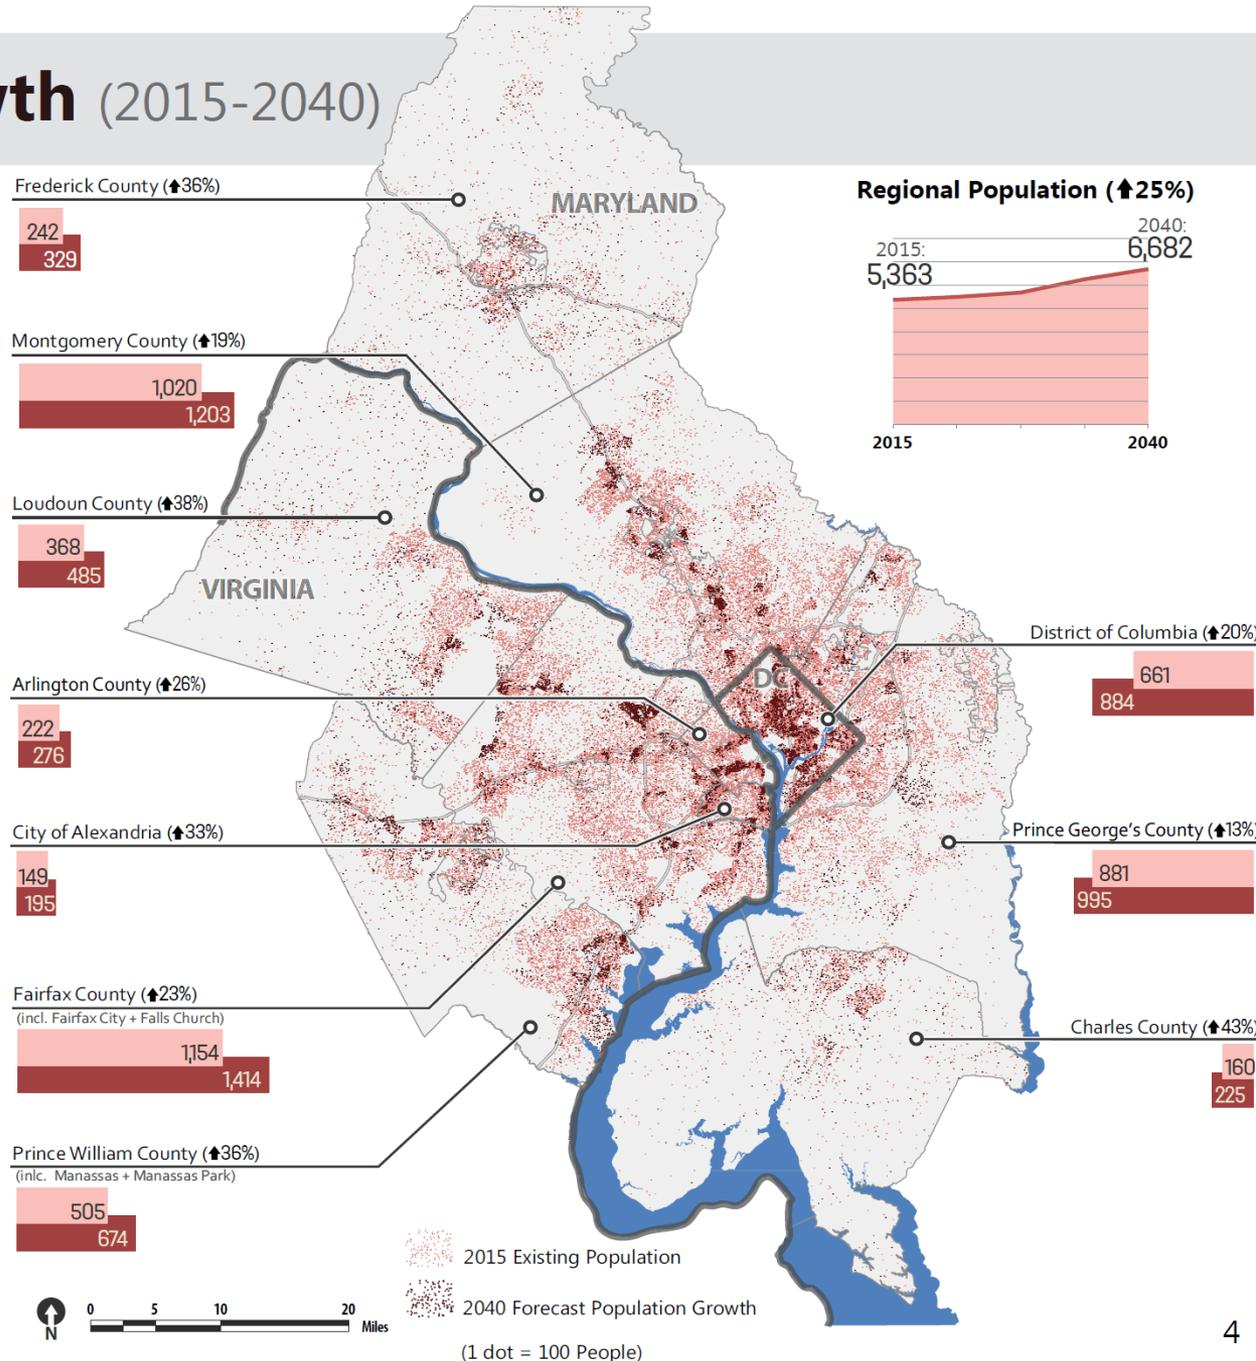 wth (2015-2040)
Frederick County (⬆36%)
242
329
MARYLAND
Regional Population (⬆25%)
2040:
6,682
2015:
5,363
2015
2040
Montgomery County (⬆19%)
1,020
1,203
Loudoun County (⬆38%)
368
485
VIRGINIA
District of Columbia (⬆20%)
661
884
DC
Arlington County (⬆26%)
222
276
City of Alexandria (⬆33%)
149
195
Prince George's County (⬆13%)
881
995
Fairfax County (⬆23%)
(incl. Fairfax City + Falls Church)
1,154
1,414
Charles County (⬆43%)
160
225
Prince William County (⬆36%)
(inlc. Manassas + Manassas Park)
505
674
2015 Existing Population
2040 Forecast Population Growth
(1 dot = 100 People)
N
0 5 10 20
Miles
4